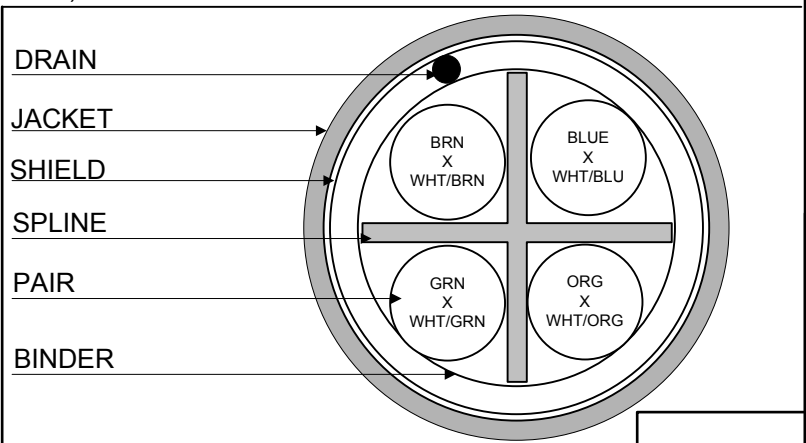 DRAIN
JACKET
SHIELD
SPLINE
PAIR
BINDER
BRN
X
WHT/BRN
BLUE
X
WHT/BLU
GRN
X
WHT/GRN
ORG
X
WHT/ORG